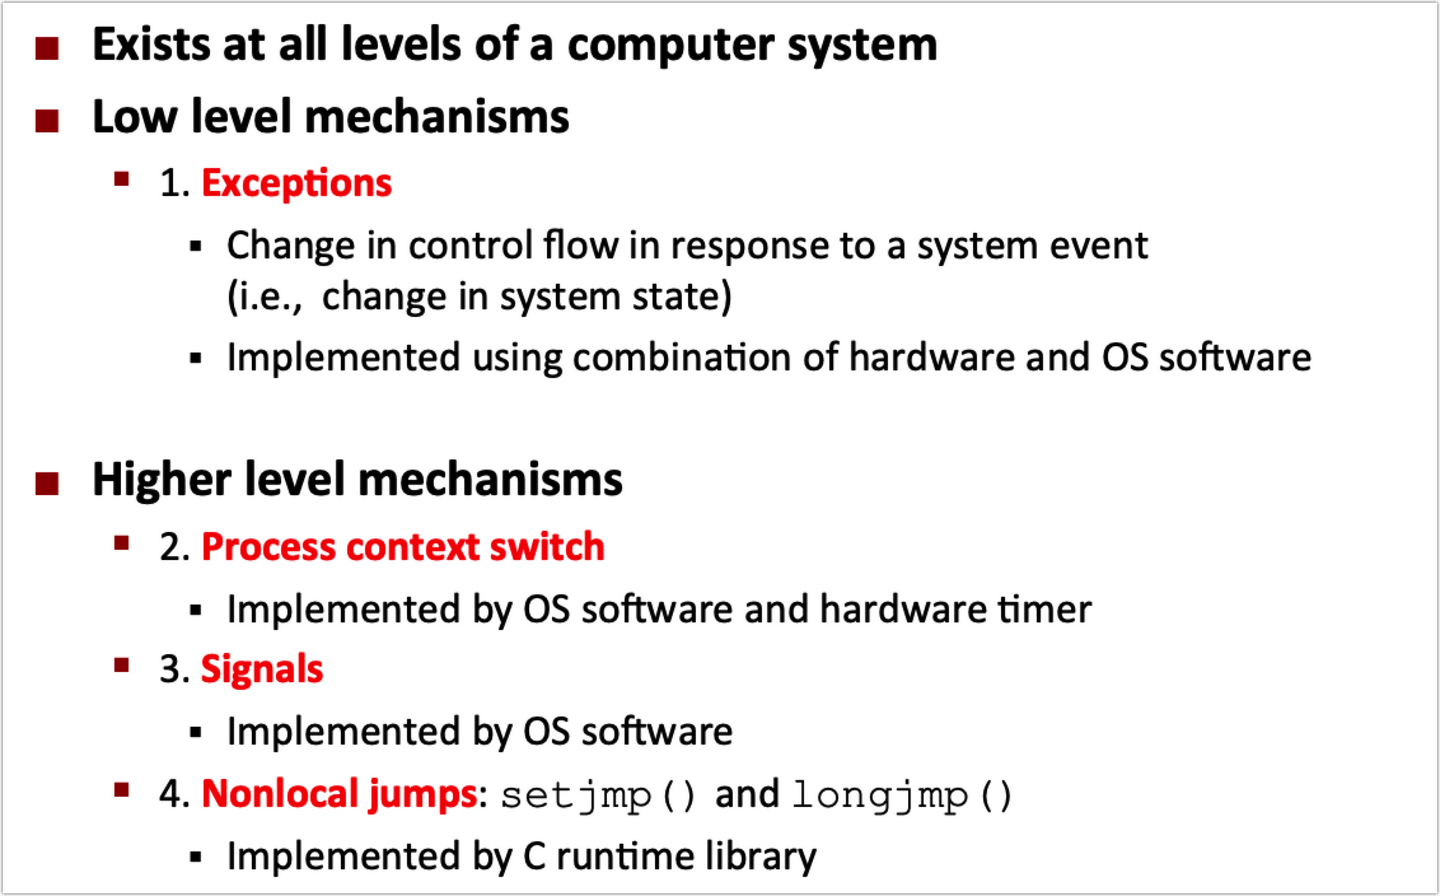 Exists at all levels of a computer system
Low level mechanisms
1. Exceptions
Change in control flow in response to a system event
(i.e., change in system state)
Implemented using combination of hardware and OS software
Higher level mechanisms
2. Process context switch
Implemented by OS software and hardware timer
3. Signals
Implemented by OS software
4. Nonlocal jumps: setjmp() and longjmp()
Implemented by C runtime library